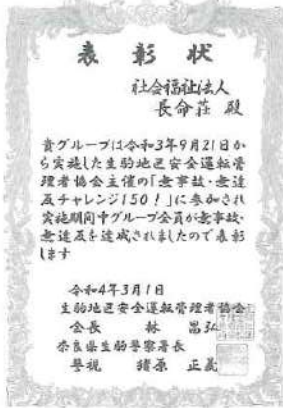 表彰状
社会福祉法人
長命荘 殿
貴グループは令和3年9月21日か
ら実施した生駒地区安全運転管
理者協会主催の「無事故・無違
反チャレンジ150!」に参加され
実施期間中グループ全員が無事故・
無違反を達成されましたので表彰
します
令和4年3月1日
生駒地区安全運転管理者協会
会長 林 昌弘
奈良県生駒警察署長
警視 猪原 正義